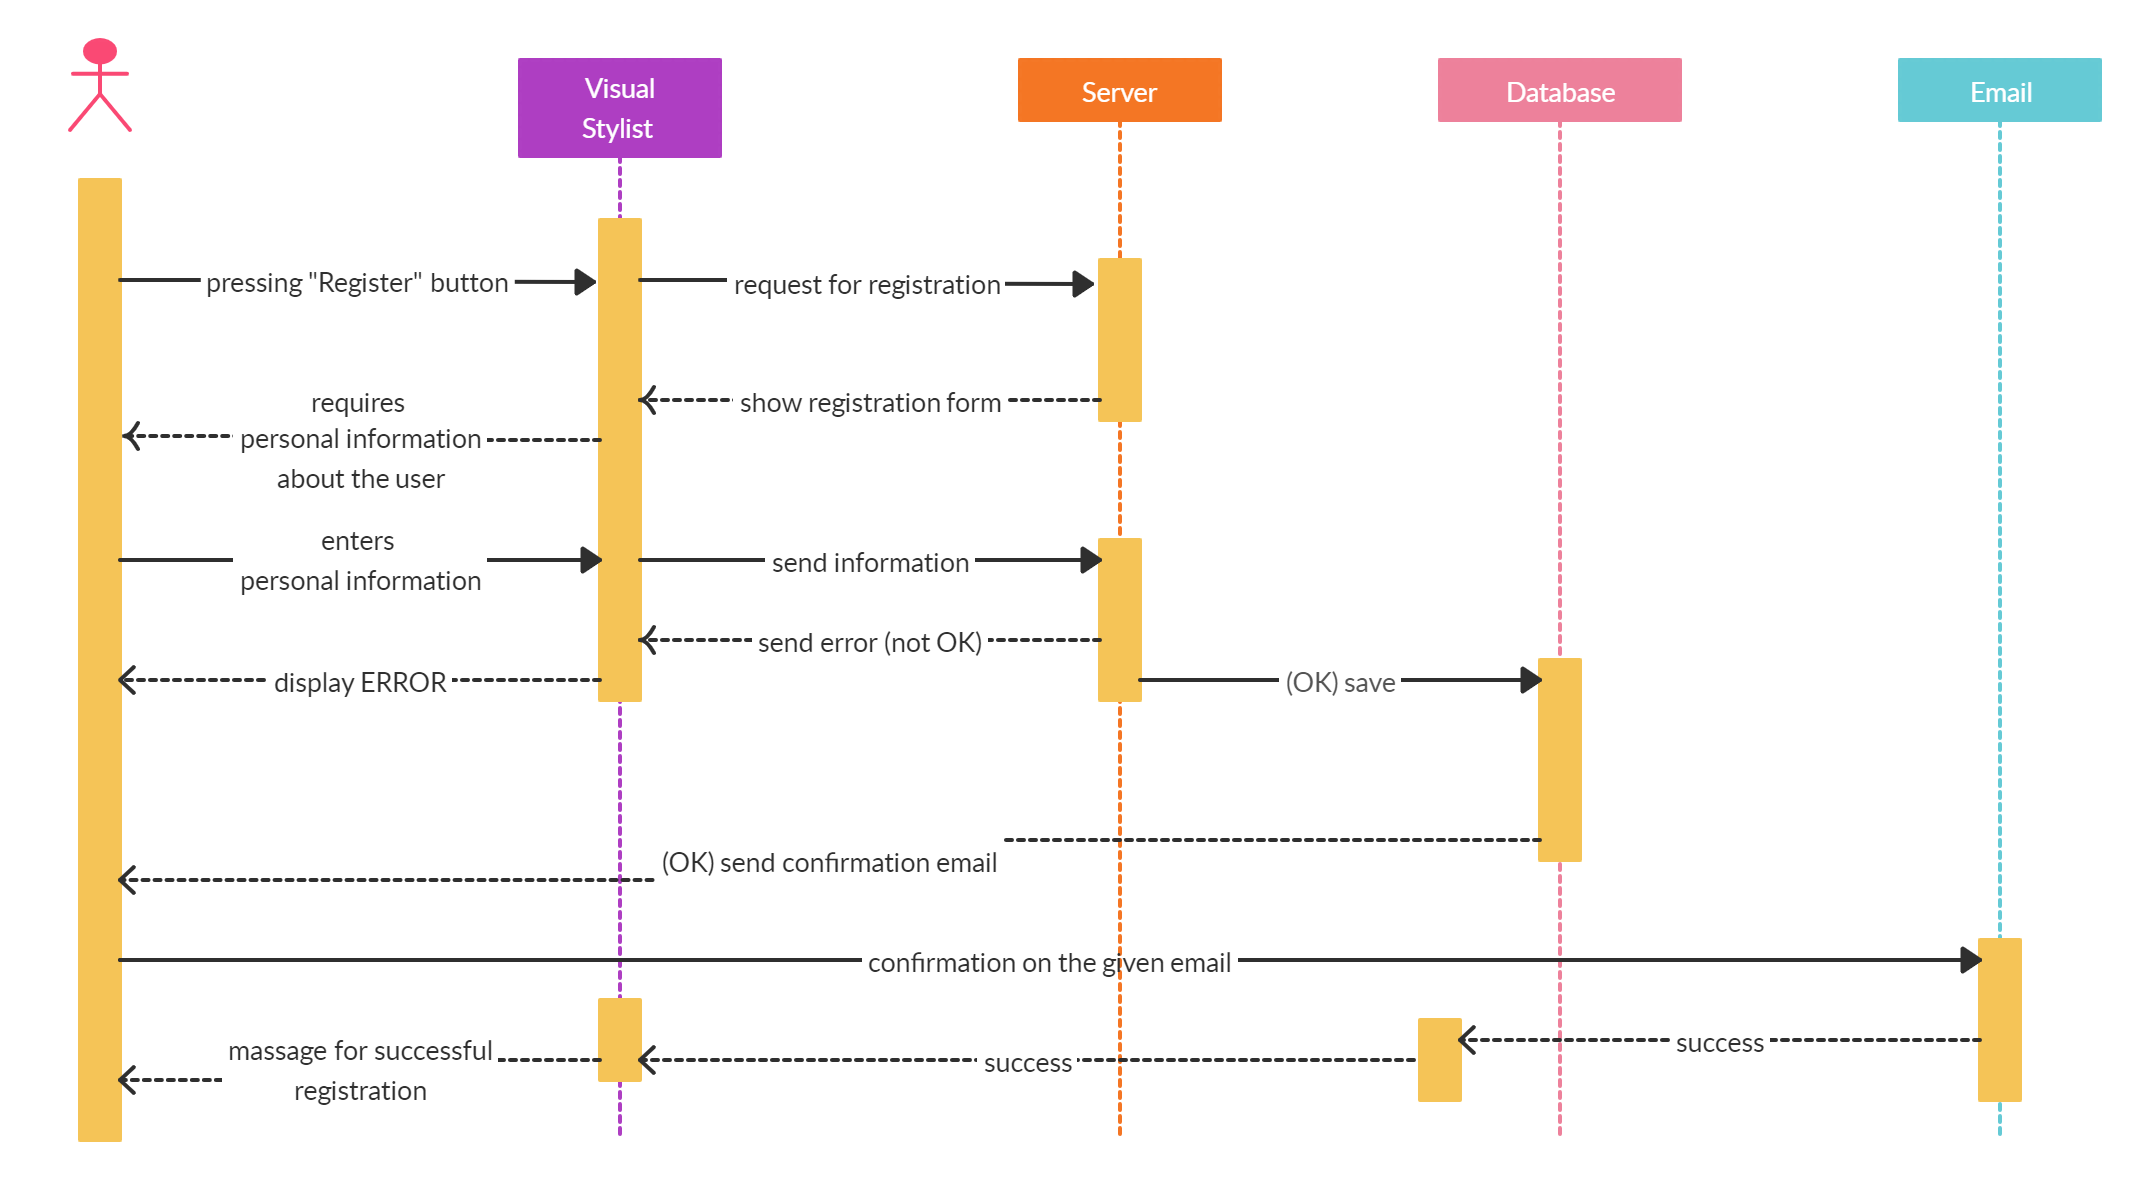 Visual
Stylist
Server
Database
Email
pressing "Register" button
request for registration
show registration form
requires
personal information
about the user
enters
personal information
send information
send error (not OK)
display ERROR
(OK) save
(OK) send confirmation email
confirmation on the given email
success
massage for successful
registration
success